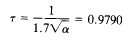 τ = 1 / 1.7√α = 0.9790